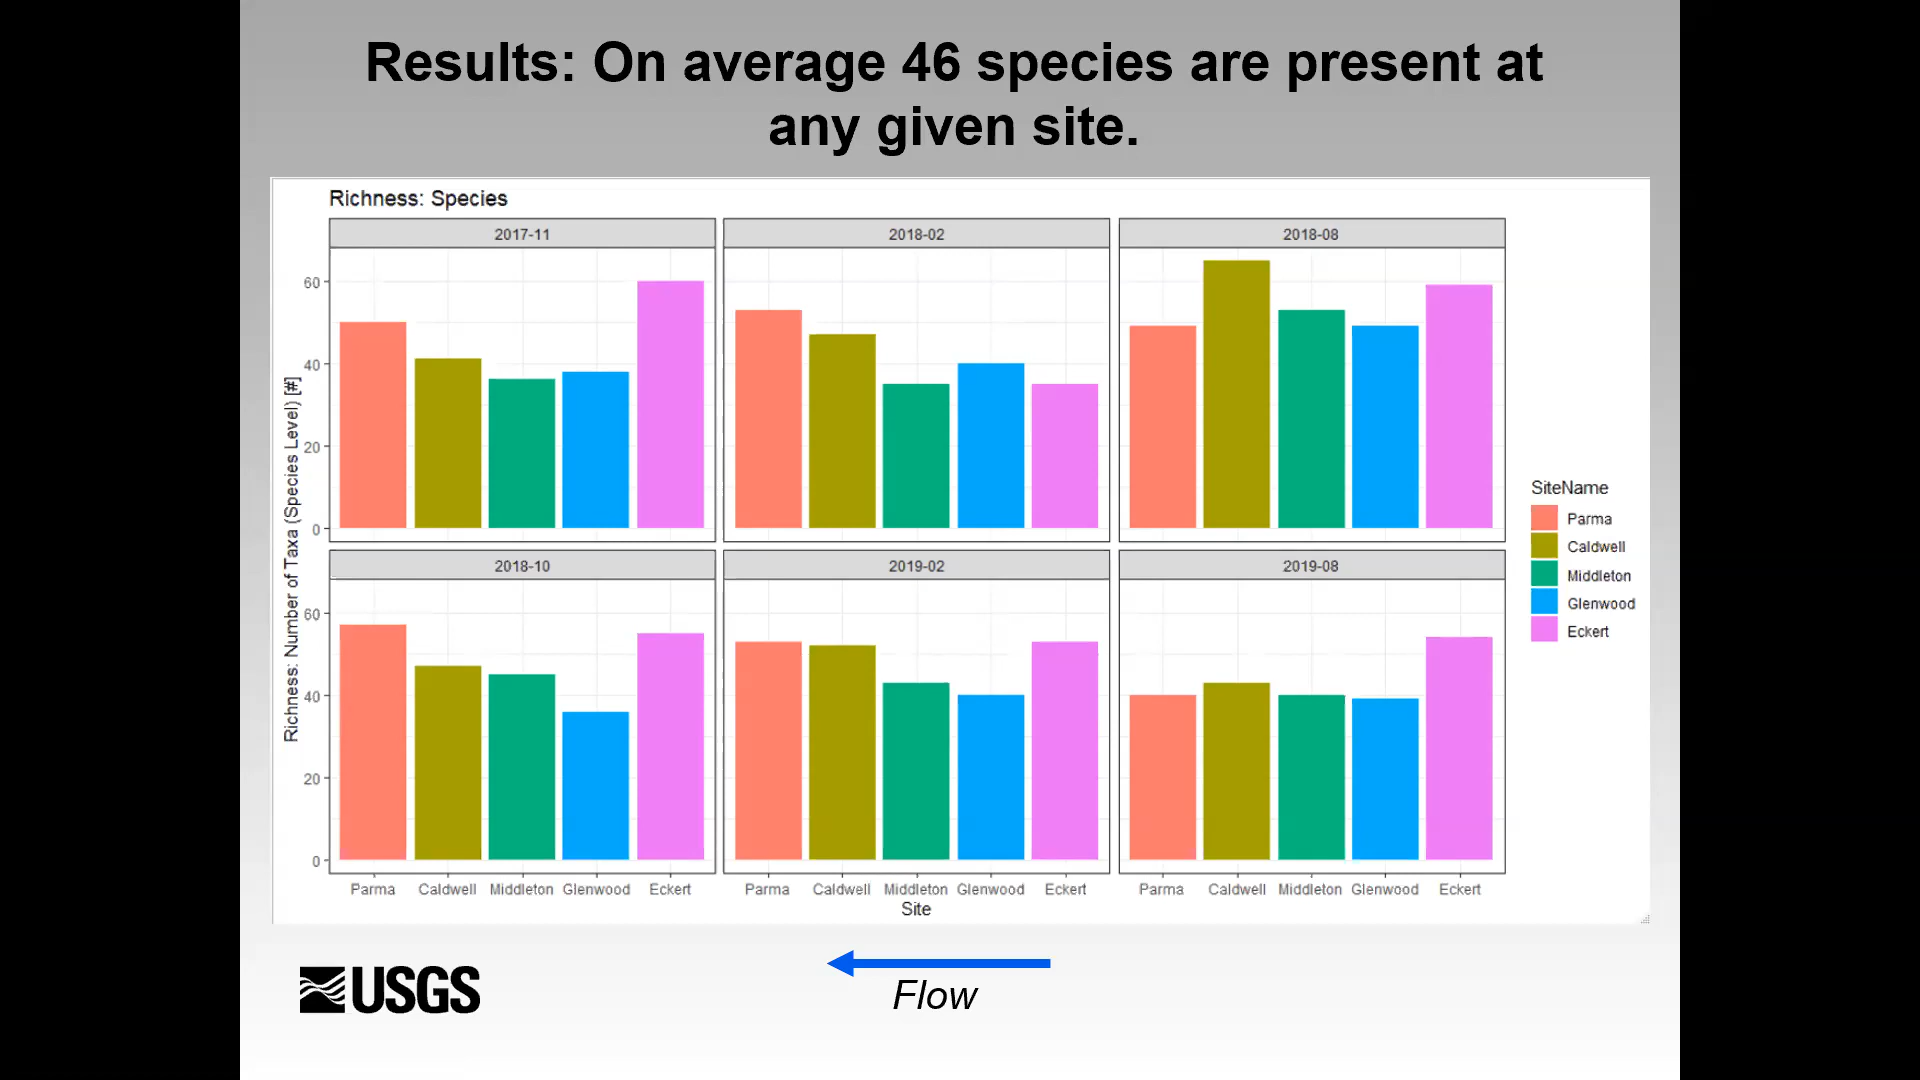 Results: On average 46 species are present at
any given site.
Richness: Species
2017-11
2018-02
2018-08
60
40
20
0
2018-10
2019-02
2019-08
60
40
20
0
Richness: Number of Taxa (Species Level) [#]
Parma Caldwell Middleton Glenwood Eckert
Parma Caldwell Middleton Glenwood Eckert
Parma Caldwell Middleton Glenwood Eckert
Site
SiteName
Parma
Caldwell
Middleton
Glenwood
Eckert
USGS
Flow